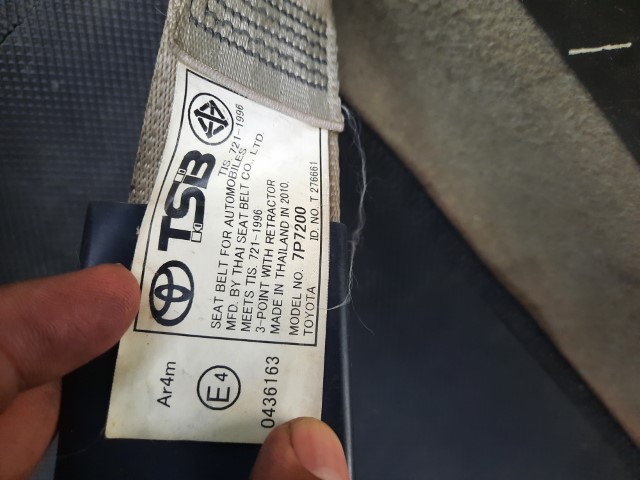 TSB
TIS. 721-1996
SEAT BELT FOR AUTOMOBILES
MFD. BY THAI SEAT BELT CO., LTD.
MEETS TIS. 721-1996
3-POINT WITH RETRACTOR
MADE IN THAILAND IN 2010.
MODEL NO. 7P7200
TOYOTA ID. NO. T 276661
Ar4m
E4
0436163